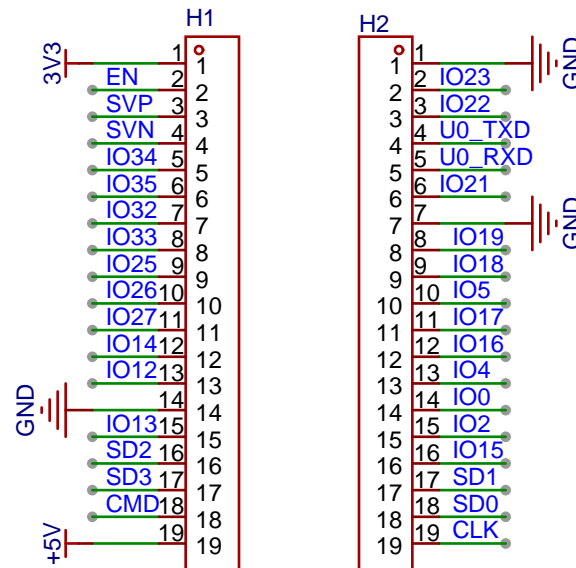 H1
3V3 1 1
EN 2 2
SVP 3 3
SVN 4 4
IO34 5 5
IO35 6 6
IO32 7 7
IO33 8 8
IO25 9 9
IO26 10 10
IO27 11 11
IO14 12 12
IO12 13 13
GND 14 14
IO13 15 15
SD2 16 16
SD3 17 17
CMD 18 18
+5V 19 19
H2
1 1 GND
2 2 IO23
3 3 IO22
4 4 U0_TXD
5 5 U0_RXD
6 6 IO21
7 7 GND
8 8 IO19
9 9 IO18
10 10 IO5
11 11 IO17
12 12 IO16
13 13 IO4
14 14 IO0
15 15 IO2
16 16 IO15
17 17 SD1
18 18 SD0
19 19 CLK